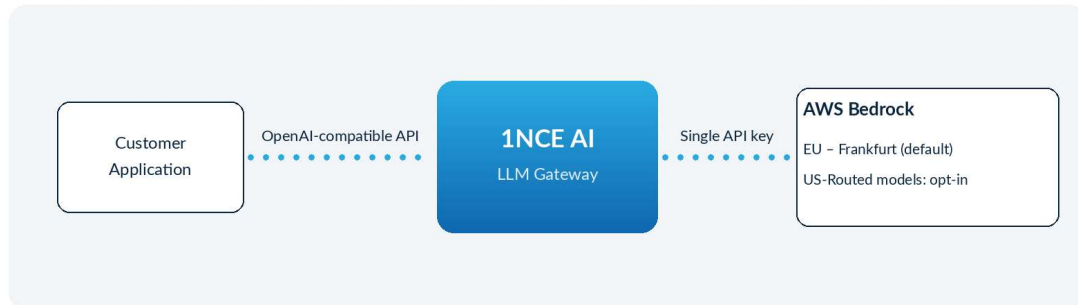 Customer
Application
OpenAI-compatible API
1NCE AI
LLM Gateway
Single API key
AWS Bedrock
EU – Frankfurt (default)
US-Routed models: opt-in